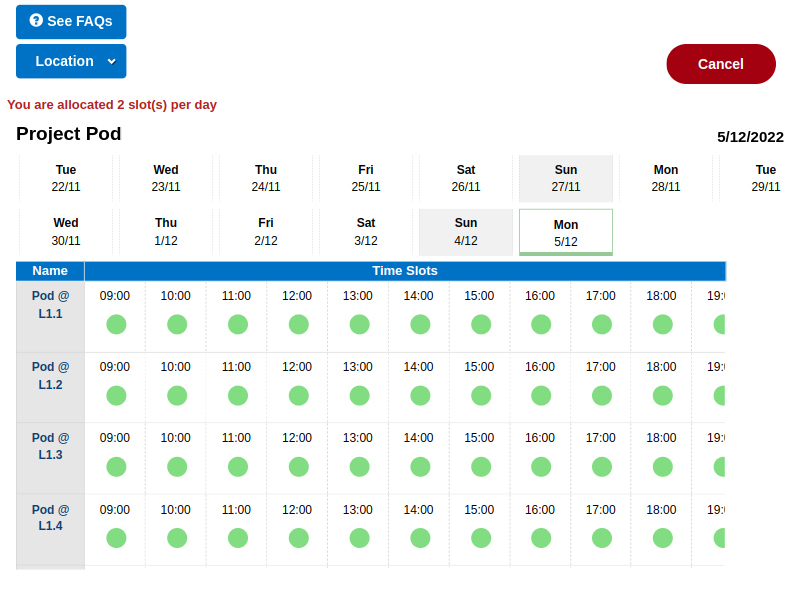 See FAQs
Location
Cancel
You are allocated 2 slot(s) per day
Project Pod
5/12/2022
Tue Wed Thu Fri Sat Sun Mon Tue
22/11 23/11 24/11 25/11 26/11 27/11 28/11 29/11
Wed Thu Fri Sat Sun Mon
30/11 1/12 2/12 3/12 4/12 5/12
Name Time Slots
Pod @ 09:00 10:00 11:00 12:00 13:00 14:00 15:00 16:00 17:00 18:00
L1.1
Pod @ 09:00 10:00 11:00 12:00 13:00 14:00 15:00 16:00 17:00 18:00
L1.2
Pod @ 09:00 10:00 11:00 12:00 13:00 14:00 15:00 16:00 17:00 18:00
L1.3
Pod @ 09:00 10:00 11:00 12:00 13:00 14:00 15:00 16:00 17:00 18:00
L1.4